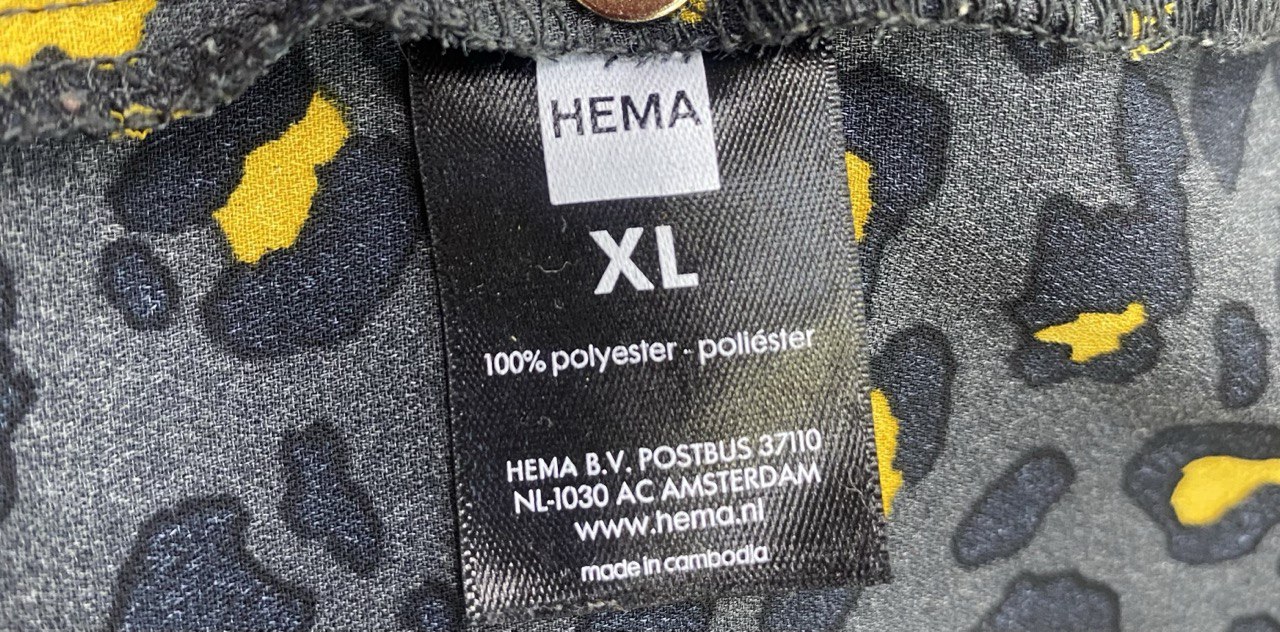 HEMA
XL
100% polyester - poliéster
HEMA B.V. POSTBUS 37110
NL-1030 AC AMSTERDAM
www.hema.nl
made in cambodia